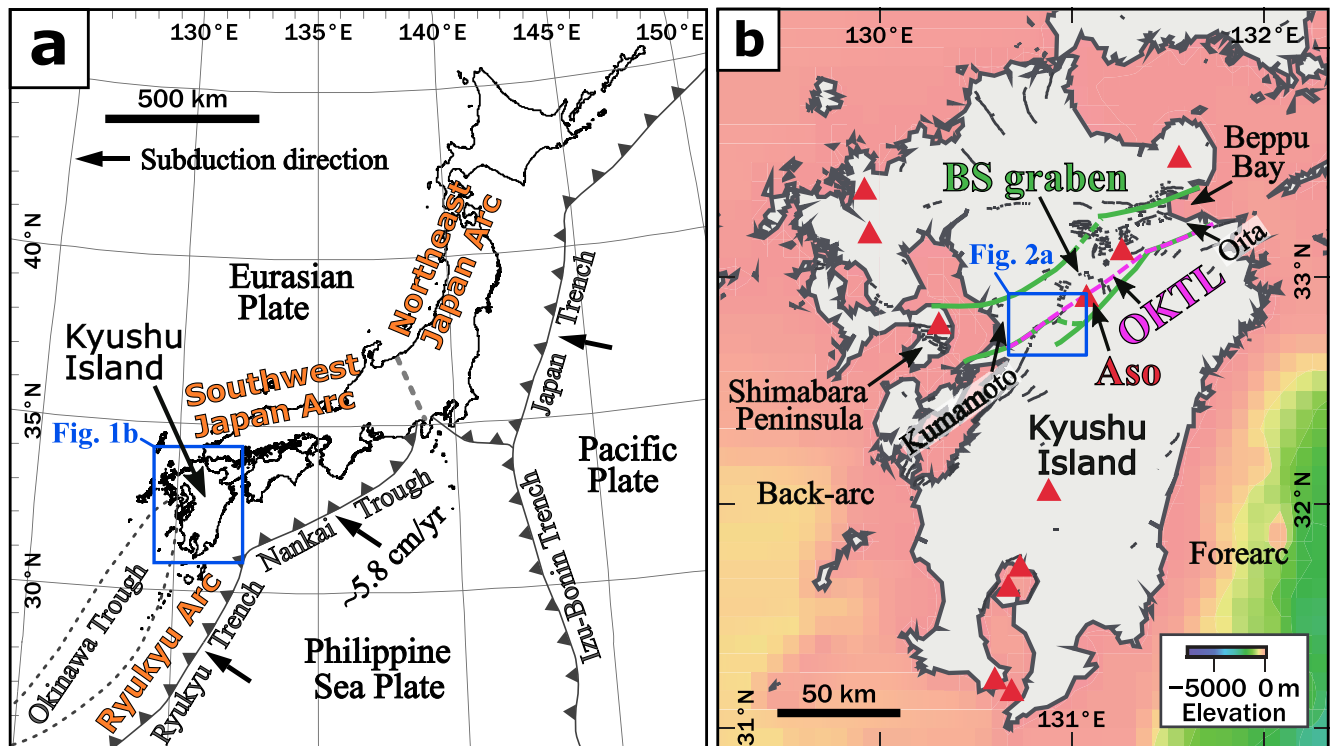 a
130°E
135°E
140°E
145°E
150°E
500 km
Subduction direction
40°N
35°N
30°N
Eurasian
Plate
Northeast
Japan Arc
Kyushu
Island
Southwest
Japan Arc
Fig. 1b
Japan Trench
Pacific
Plate
Nankai Trough
~5.8 cm/yr
Izu-Bonin Trench
Okinawa Trough
Ryukyu Arc
Ryukyu Trench
Philippine
Sea Plate
b
130°E
132°E
Beppu
Bay
BS graben
Fig. 2a
Oita
33°N
OKTL
Aso
Shimabara
Peninsula
Kumamoto
Kyushu
Island
Back-arc
32°N
Forearc
50 km
131°E
31°N
−5000 0 m
Elevation